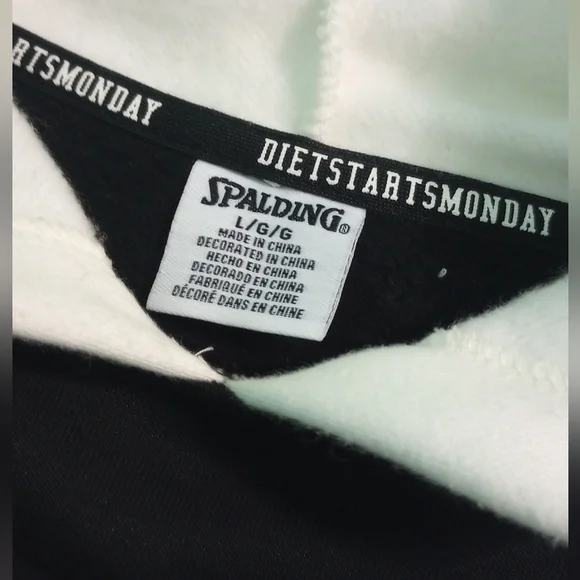 RTSMONDAY
DIETSTARTSMONDAY
SPALDING®
L/G/G
MADE IN CHINA
DECORATED IN CHINA
HECHO EN CHINA
DECORADO EN CHINA
FABRIQUÉ EN CHINE
DÉCORÉ DANS EN CHINE